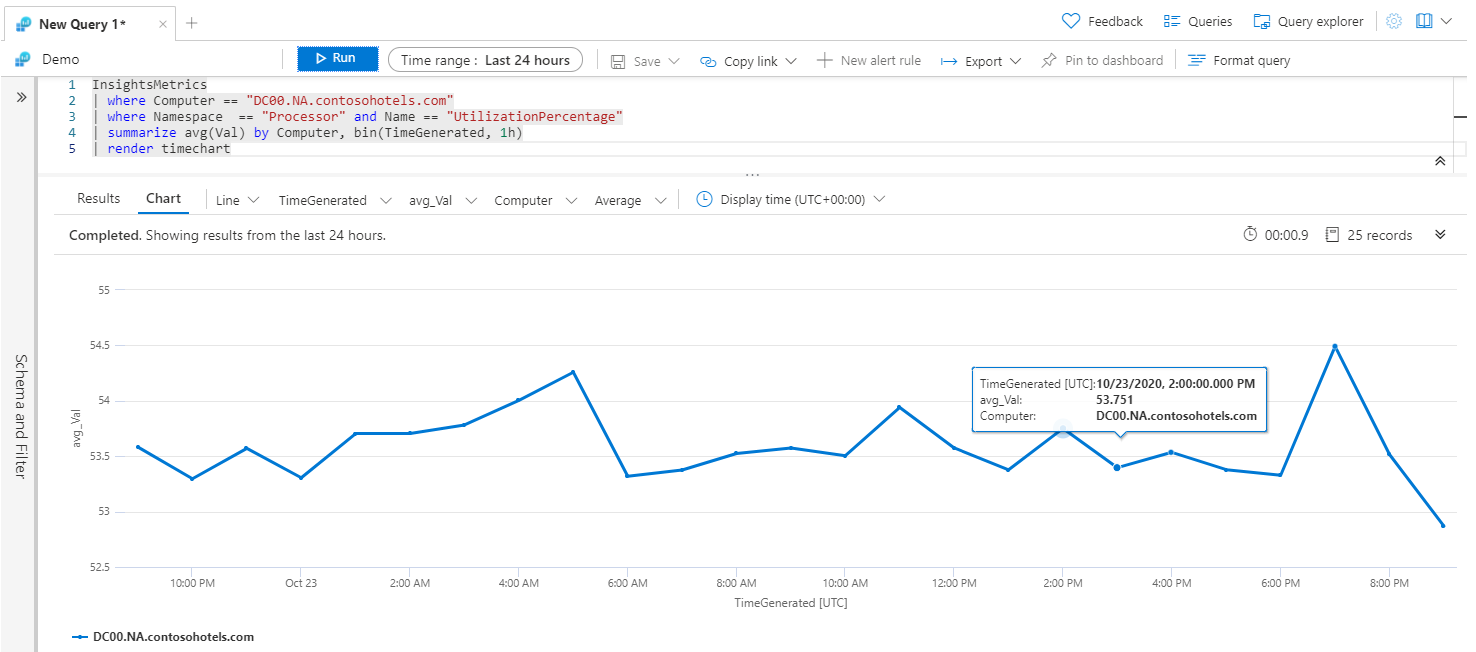 New Query 1*
Feedback Queries Query explorer
Demo Run Time range : Last 24 hours Save Copy link New alert rule Export Pin to dashboard Format query
1 InsightsMetrics
2 | where Computer == "DC00.NA.contosohotels.com"
3 | where Namespace  == "Processor" and Name == "UtilizationPercentage"
4 | summarize avg(Val) by Computer, bin(TimeGenerated, 1h)
5 | render timechart
Schema and Filter
Results Chart Line TimeGenerated avg_Val Computer Average Display time (UTC+00:00)
Completed. Showing results from the last 24 hours. 00:00.9 25 records
55
54.5
54
53.5
53
52.5
avg_Val
TimeGenerated [UTC]:10/23/2020, 2:00:00.000 PM
avg_Val: 53.751
Computer: DC00.NA.contosohotels.com
10:00 PM Oct 23 2:00 AM 4:00 AM 6:00 AM 8:00 AM 10:00 AM 12:00 PM 2:00 PM 4:00 PM 6:00 PM 8:00 PM
TimeGenerated [UTC]
DC00.NA.contosohotels.com